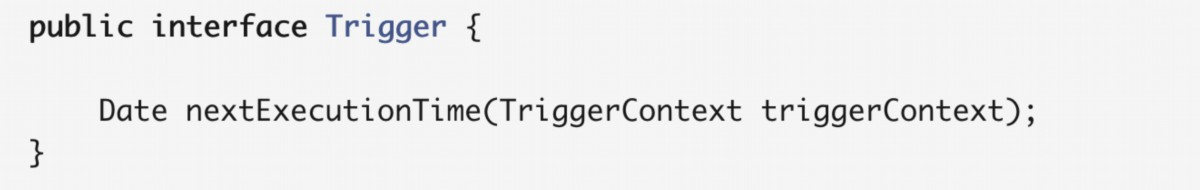 public interface Trigger {
Date nextExecutionTime(TriggerContext triggerContext);
}